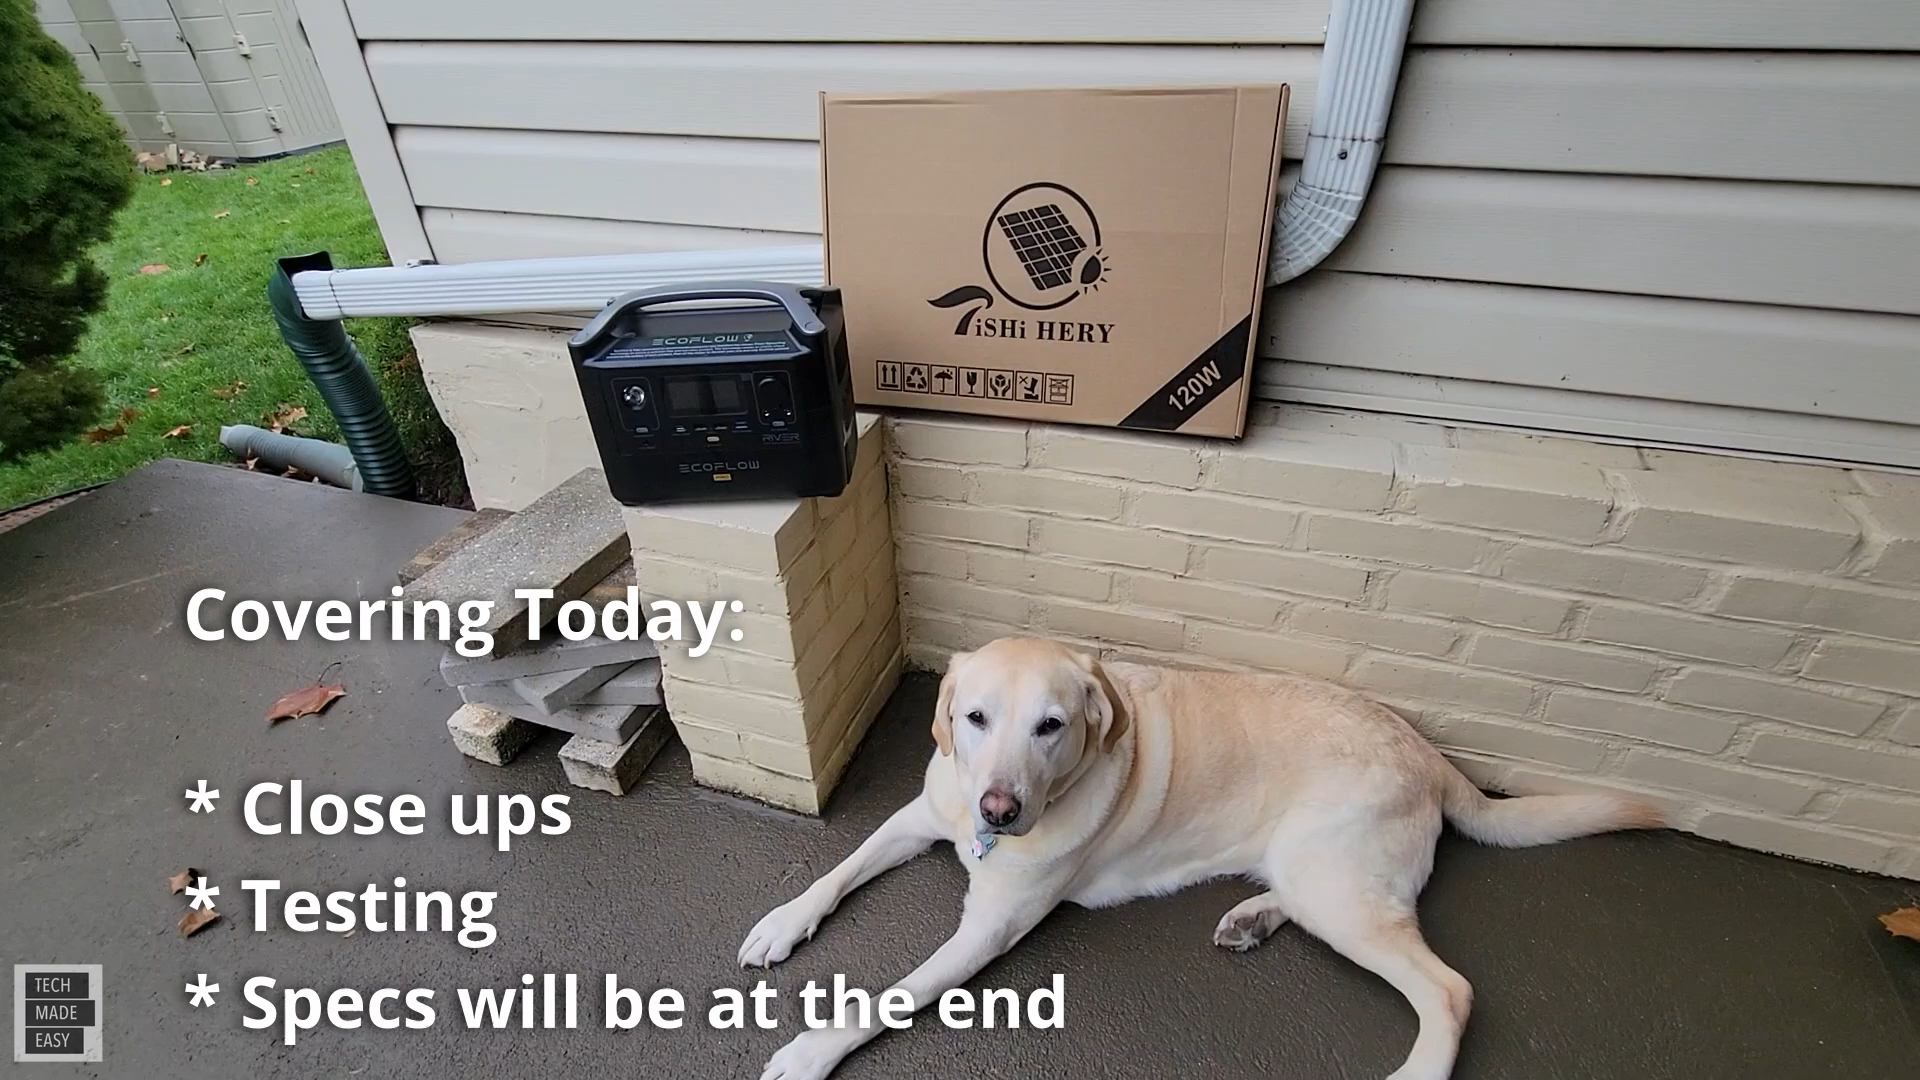 TiSHi HERY
120W
ECOFLOW
RIVER
ECOFLOW
Covering Today:
* Close ups
* Testing
* Specs will be at the end
TECH
MADE
EASY